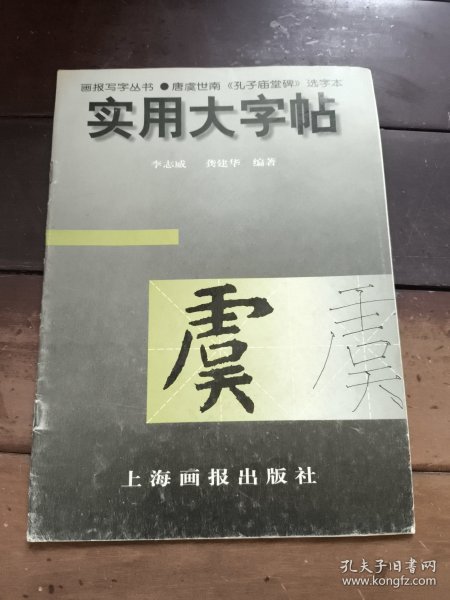 画报写字丛书●唐虞世南《孔子庙堂碑》选字本
实用大字帖
李志威 龚建华 编著
虞 虞
上海画报出版社
孔夫子旧书网
www.kongfz.com